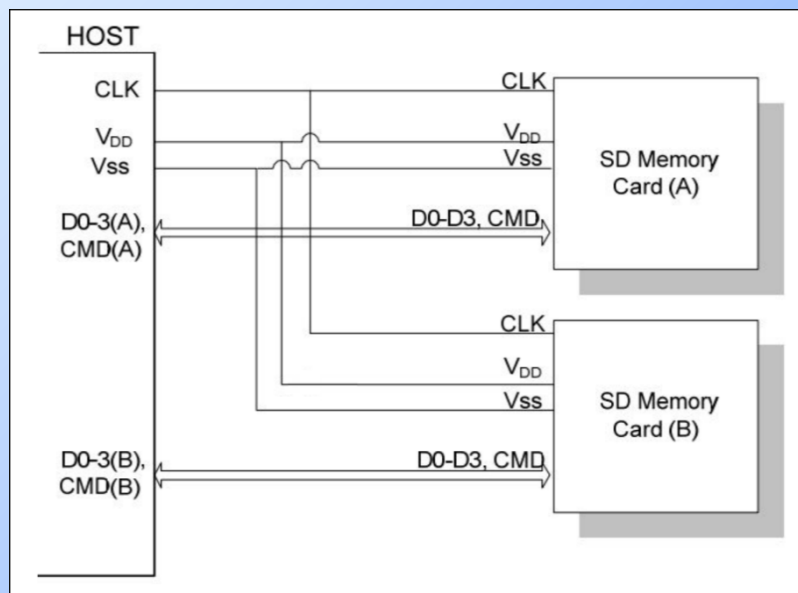 HOST
CLK
VDD
Vss
D0-3(A),
CMD(A)
CLK
VDD
Vss
D0-D3, CMD
SD Memory
Card (A)
CLK
VDD
Vss
D0-D3, CMD
SD Memory
Card (B)
D0-3(B),
CMD(B)